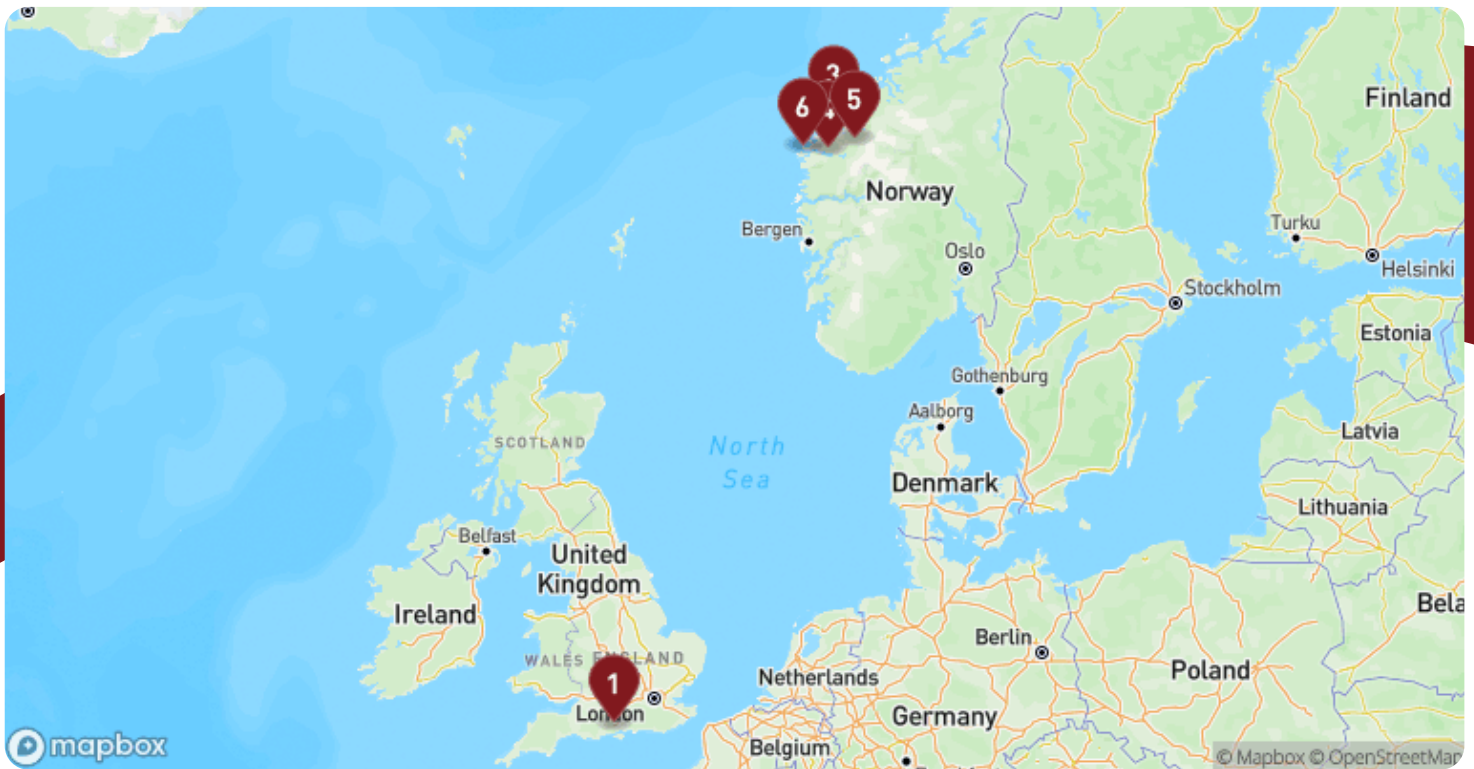 Finland
3
6
5
4
Norway
Bergen
Turku
Oslo
Helsinki
Stockholm
Estonia
Gothenburg
Aalborg
Latvia
SCOTLAND
North
Sea
Denmark
Lithuania
Belfast
United
Kingdom
Ireland
Bela
Berlin
WALES
ENGLAND
Poland
Netherlands
1
London
Germany
Belgium
mapbox
© Mapbox © OpenStreetMap